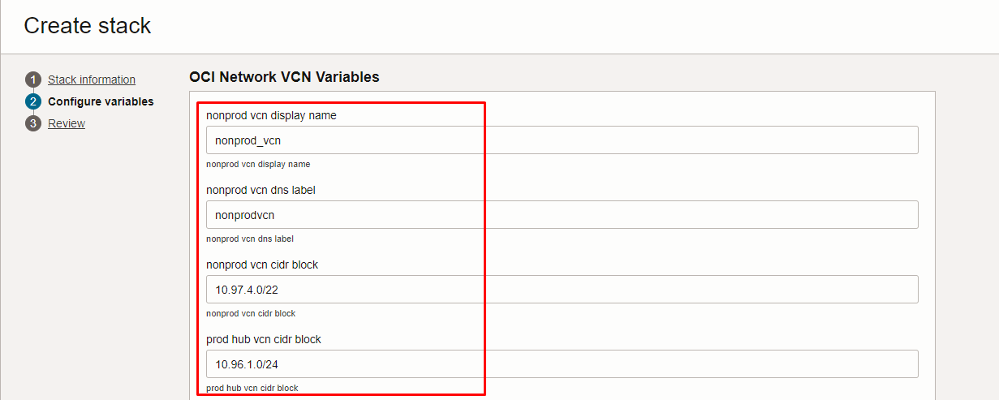 Create stack
1 Stack information
2 Configure variables
3 Review
OCI Network VCN Variables
nonprod vcn display name
nonprod_vcn
nonprod vcn display name
nonprod vcn dns label
nonprodvcn
nonprod vcn dns label
nonprod vcn cidr block
10.97.4.0/22
nonprod vcn cidr block
prod hub vcn cidr block
10.96.1.0/24
prod hub vcn cidr block